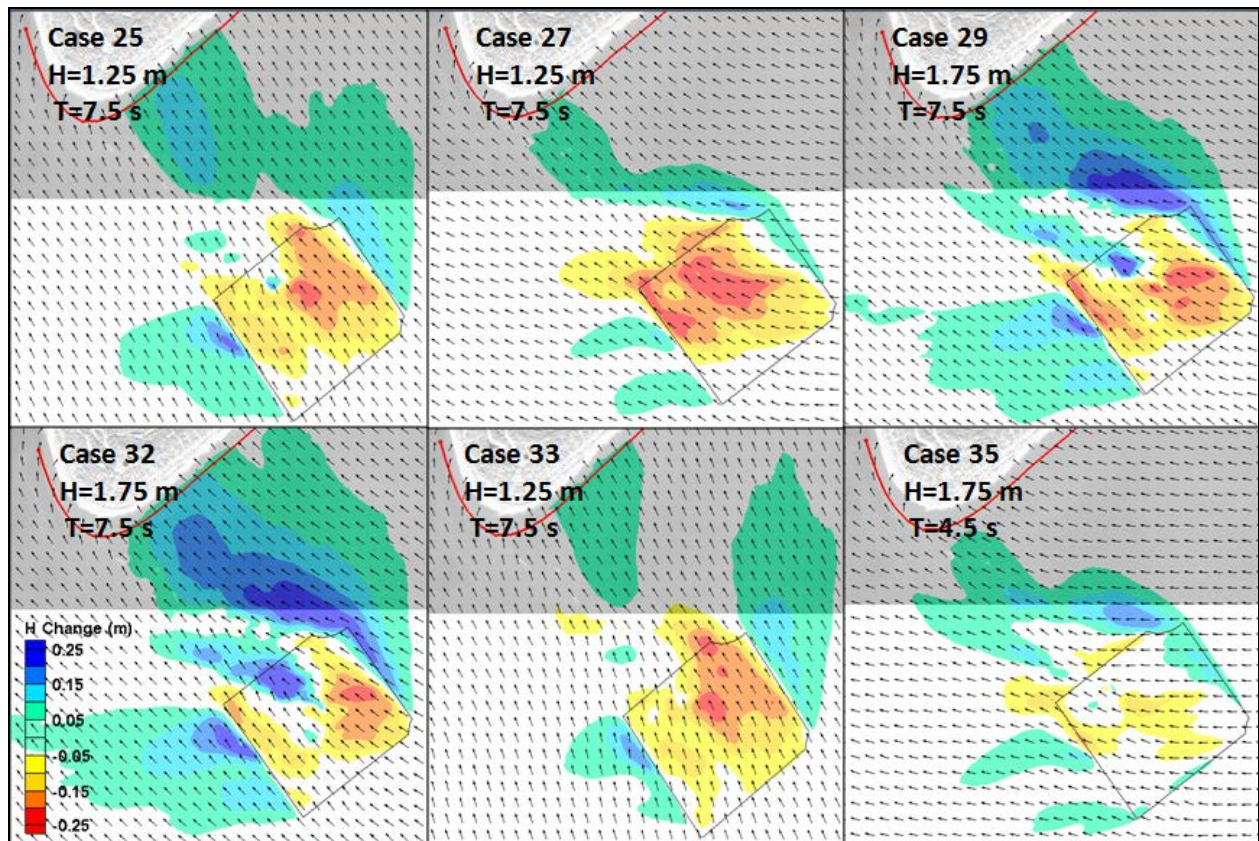 Case 25
H=1.25 m
T=7.5 s
Case 27
H=1.25 m
T=7.5 s
Case 29
H=1.75 m
T=7.5 s
Case 32
H=1.75 m
T=7.5 s
H Change (m)
0.25
0.15
0.05
-0.05
-0.15
-0.25
Case 33
H=1.25 m
T=7.5 s
Case 35
H=1.75 m
T=4.5 s